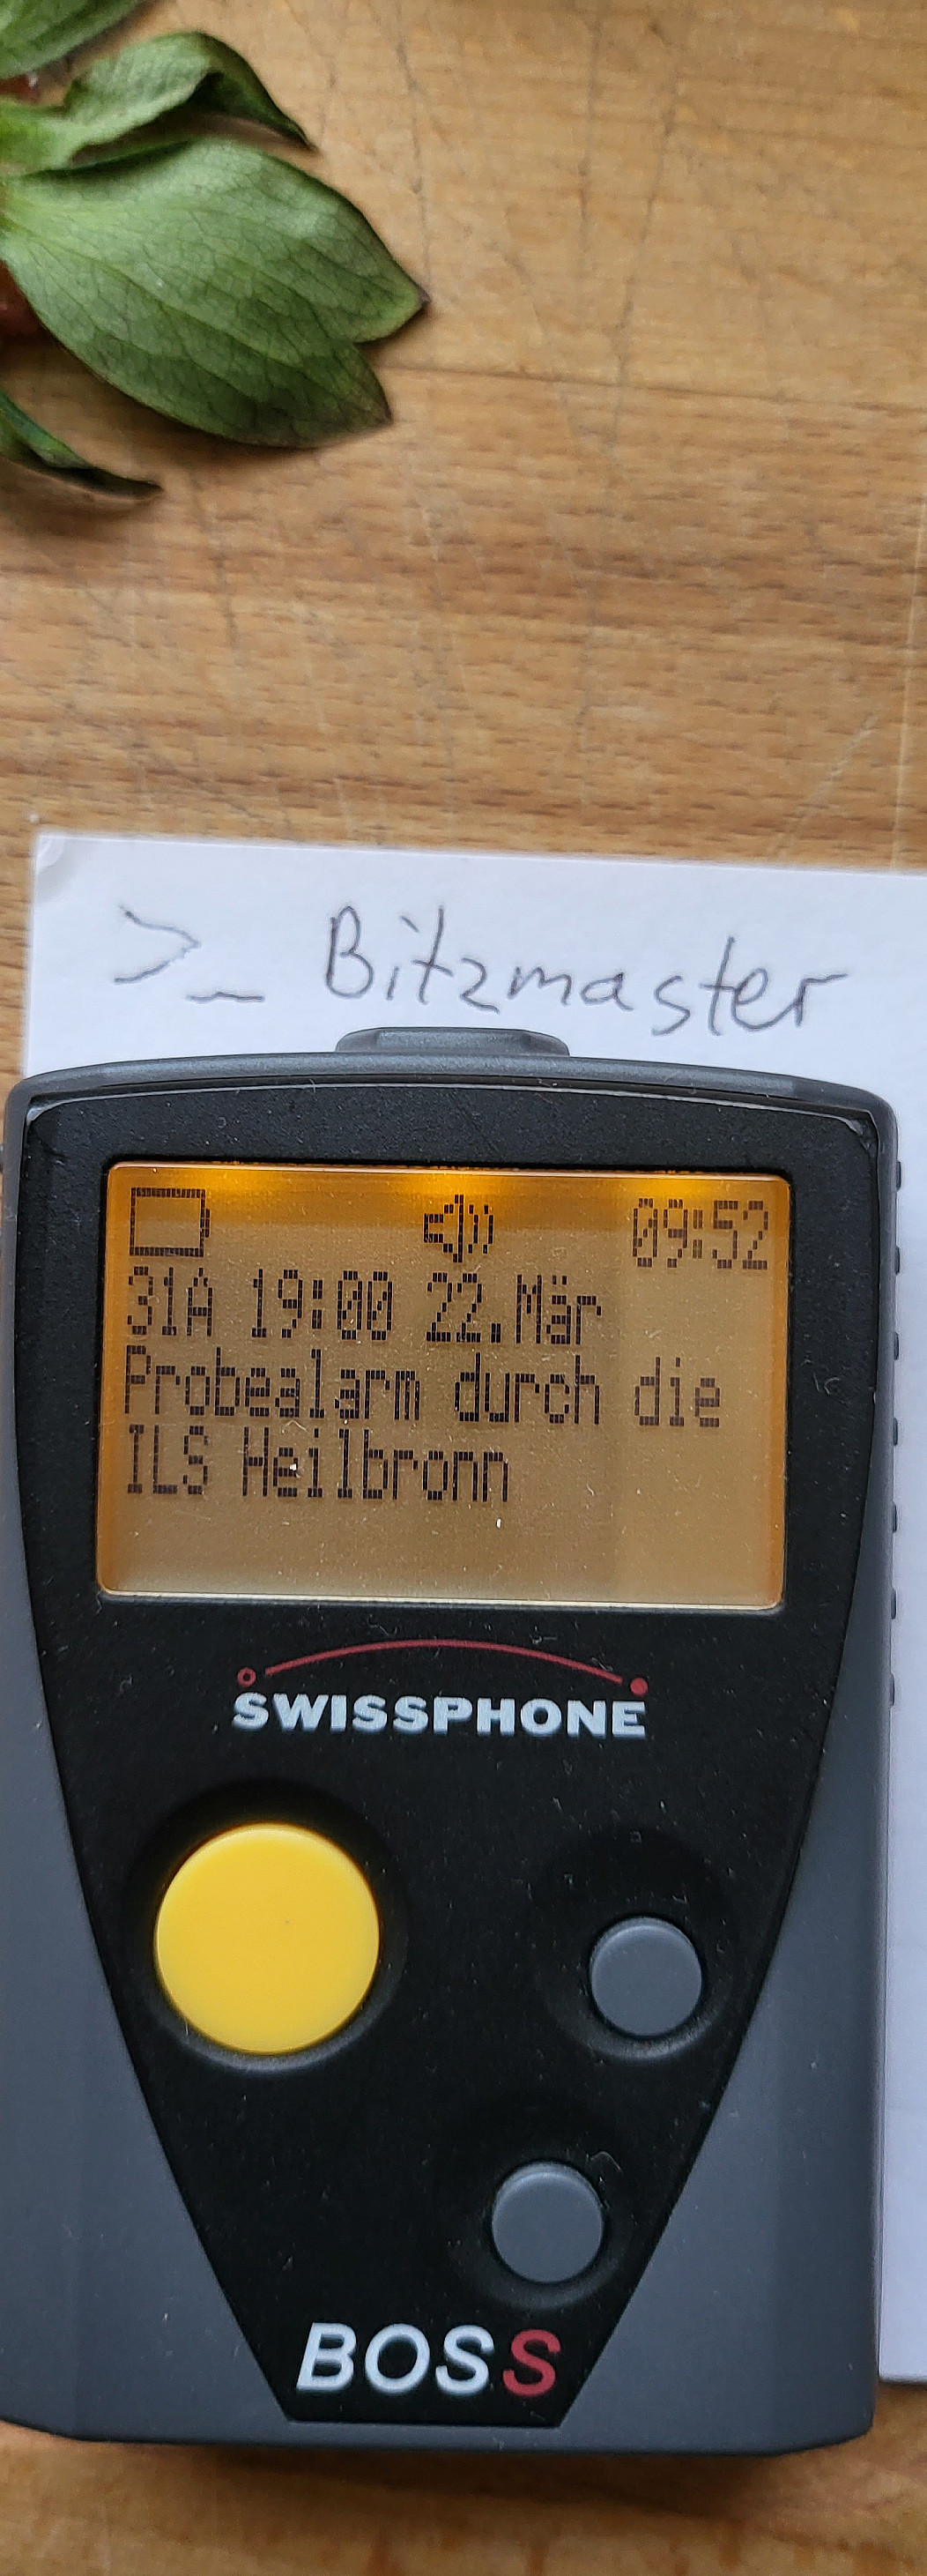 >_ Bitzmaster
09:52
31A 19:00 22.Mär
Probealarm durch die
ILS Heilbronn
SWISSPHONE
BOSS